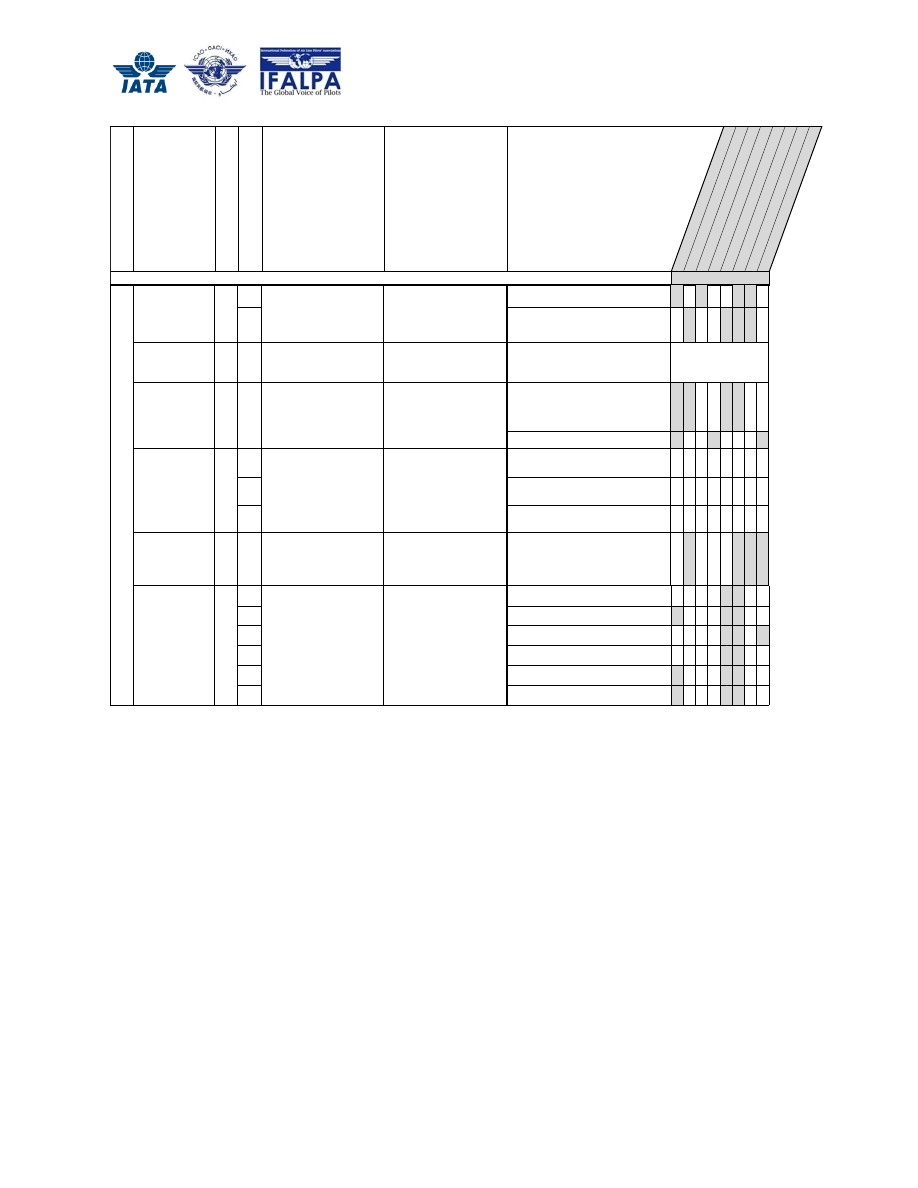 IATA
ICAO · OACI · ИКАО
International Federation of Air Line Pilots' Associations
IFALPA
The Global Voice of Pilots